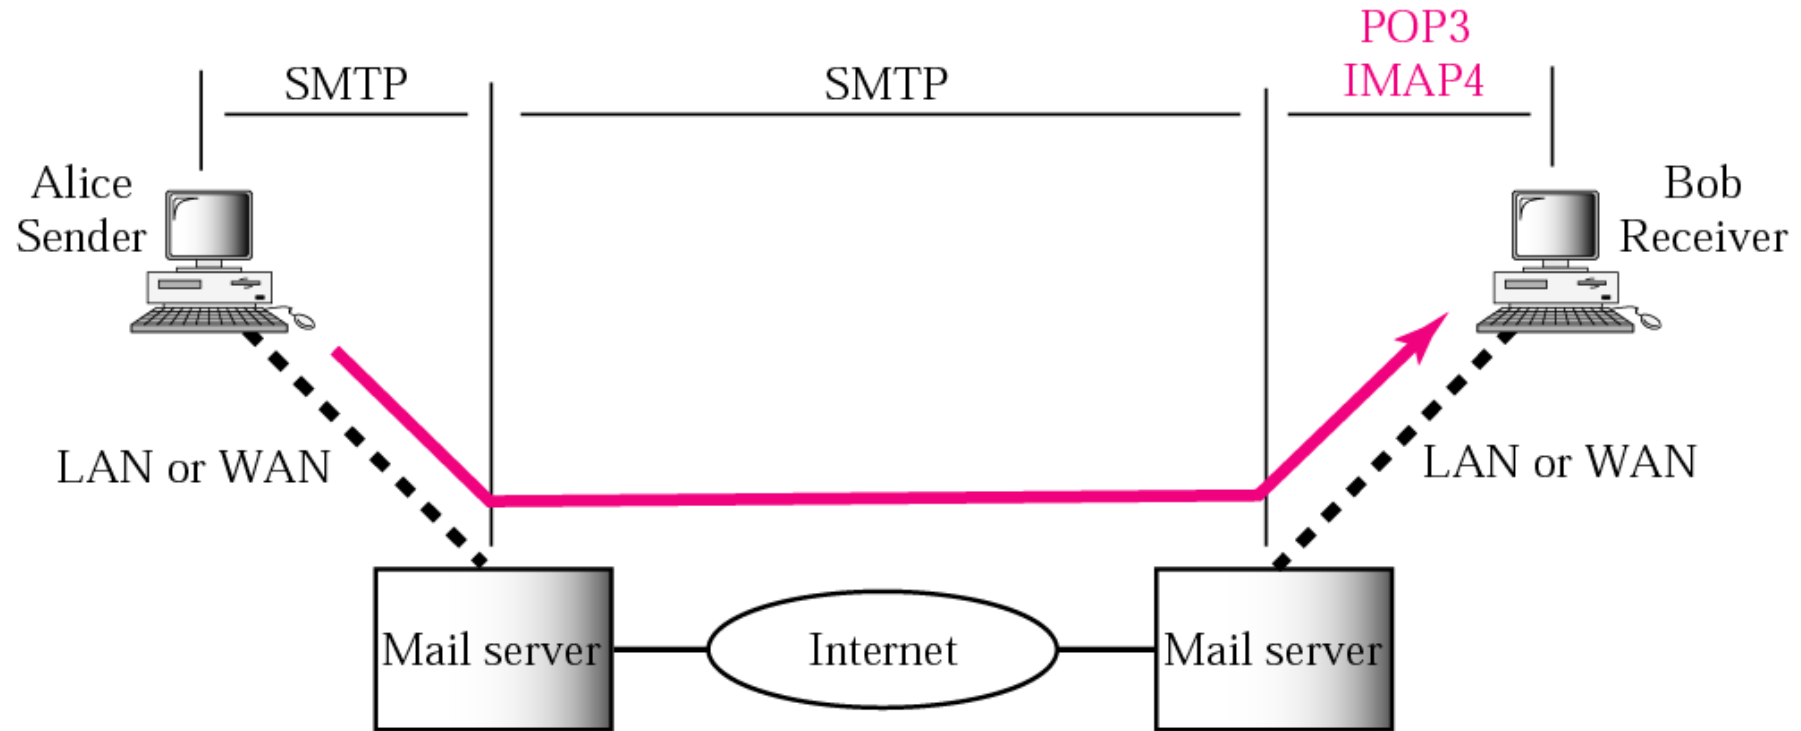 POP3
SMTP
SMTP
IMAP4
Alice
Sender
Bob
Receiver
LAN or WAN
LAN or WAN
Mail server
Internet
Mail server